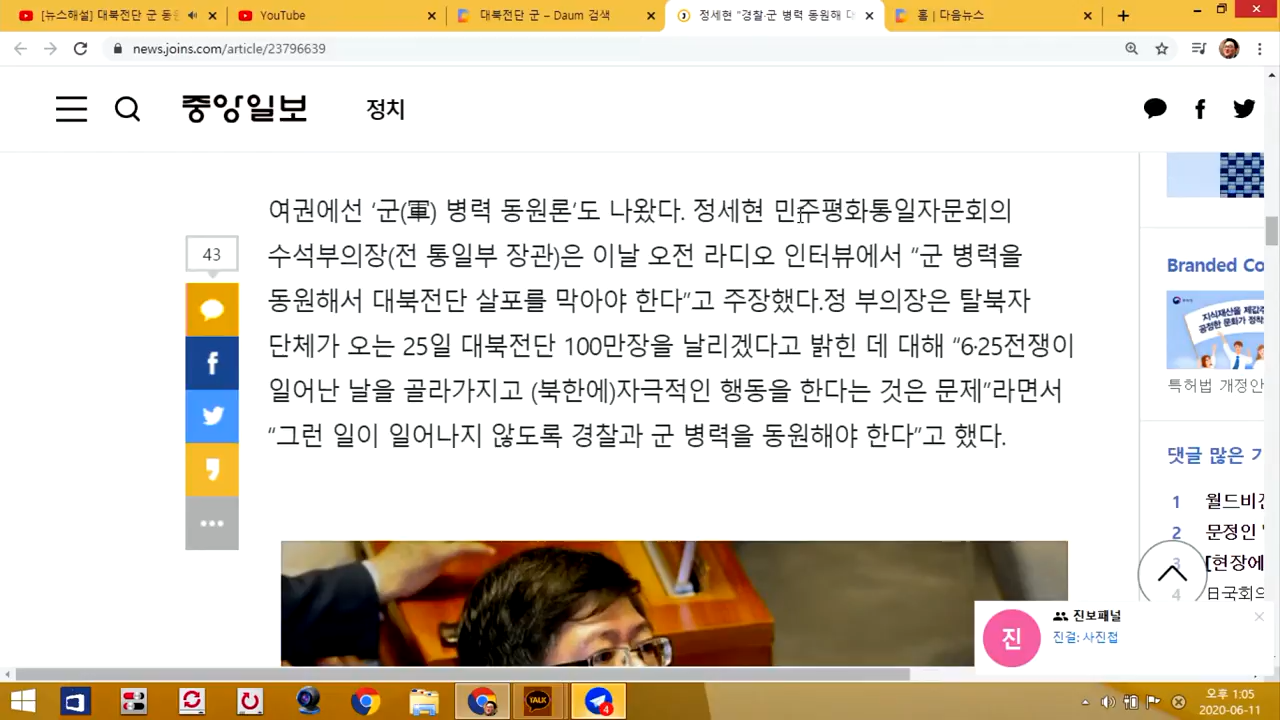 [뉴스해설] 대북전단 군 동
YouTube
대북전단 군 – Daum 검색
정세현 "경찰·군 병력 동원해 대
홈 | 다음뉴스
news.joins.com/article/23796639
중앙일보
정치
여권에선 ‘군(軍) 병력 동원론’도 나왔다. 정세현 민주평화통일자문회의
43
수석부의장(전 통일부 장관)은 이날 오전 라디오 인터뷰에서 “군 병력을
동원해서 대북전단 살포를 막아야 한다”고 주장했다.정 부의장은 탈북자
단체가 오는 25일 대북전단 100만장을 날리겠다고 밝힌 데 대해 “6·25전쟁이
일어난 날을 골라가지고 (북한에)자극적인 행동을 한다는 것은 문제”라면서
“그런 일이 일어나지 않도록 경찰과 군 병력을 동원해야 한다”고 했다.
Branded Co
특허법 개정안
댓글 많은 기
1 월드비전
2 문정인
3 [현장에
4 日국회의
진
진보패널
진걸: 사진첩
TALK
4
오후 1:05
2020-06-11